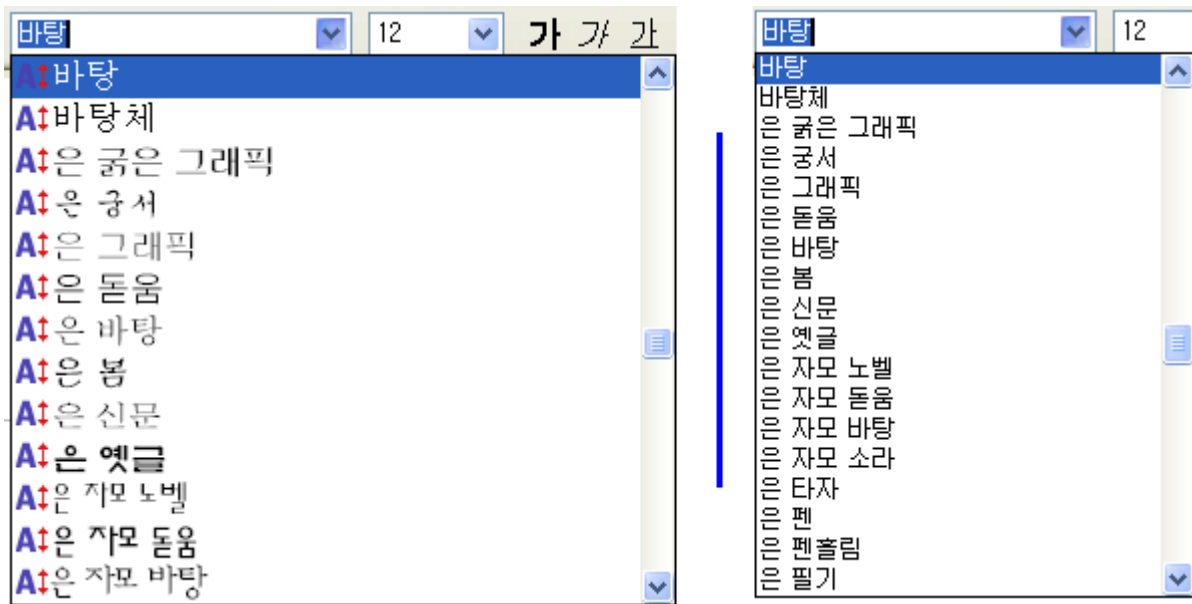 바탕
12
가 가 가
바탕
바탕체
은 굵은 그래픽
은 궁서
은 그래픽
은 돋움
은 바탕
은 봄
은 신문
은 옛글
은 자모 노벨
은 자모 돋움
은 자모 바탕
바탕
12
바탕
바탕체
은 굵은 그래픽
은 궁서
은 그래픽
은 돋움
은 바탕
은 봄
은 신문
은 옛글
은 자모 노벨
은 자모 돋움
은 자모 바탕
은 자모 소라
은 타자
은 펜
은 펜흘림
은 필기